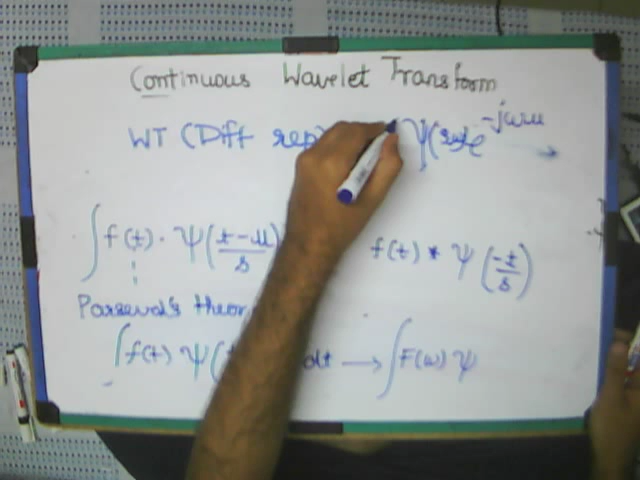 Continuous Wavelet Transform
WT (Diff rep) ψ(sω)e^-jωu
∫ f(t) · ψ(t-u/s) f(t) * ψ(-t/s)
Parseval's theor
∫ f(t) ψ( dt → ∫ F(ω) ψ